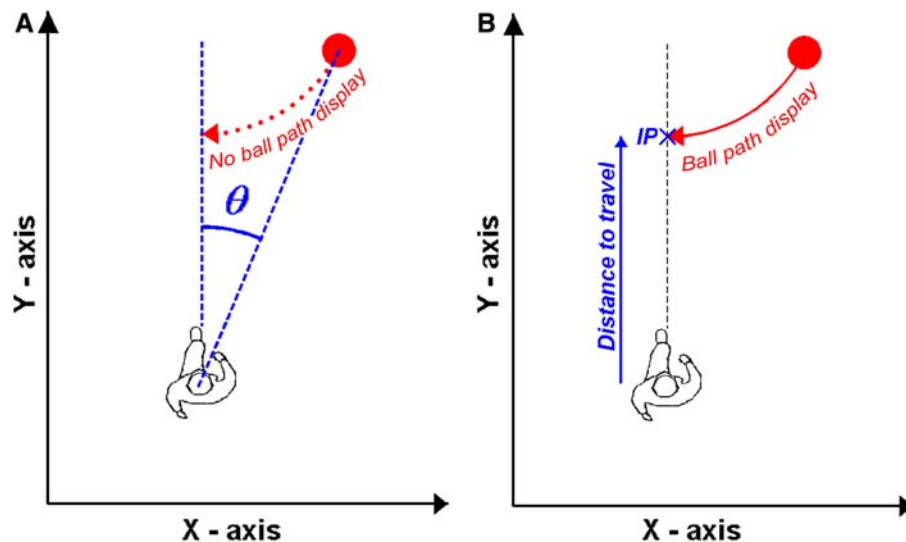 A
No ball path display
θ
Y - axis
X - axis
B
IP
Ball path display
Distance to travel
Y - axis
X - axis